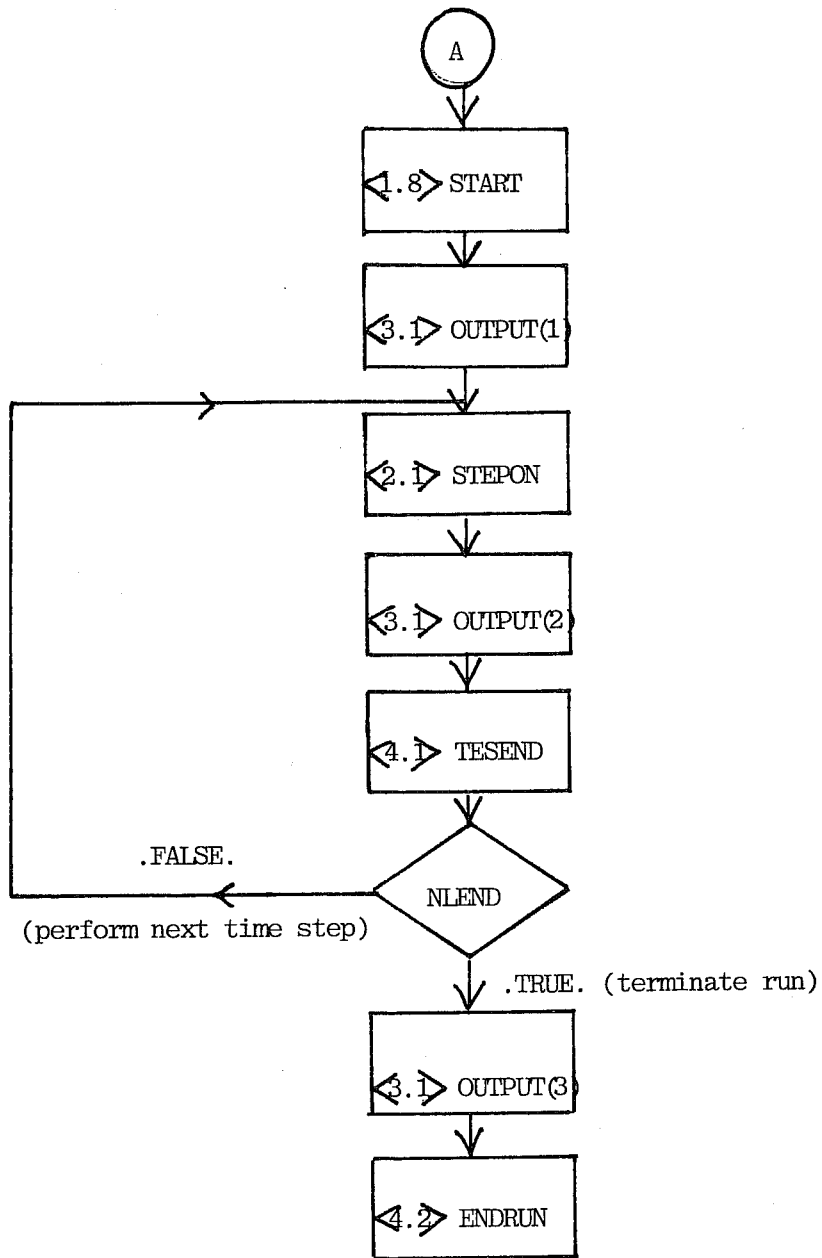 A
<1.8> START
<3.1> OUTPUT(1)
<2.1> STEPON
<3.1> OUTPUT(2)
<4.1> TESEND
.FALSE.
NLEND
(perform next time step)
.TRUE. (terminate run)
<3.1> OUTPUT(3)
<4.2> ENDRUN